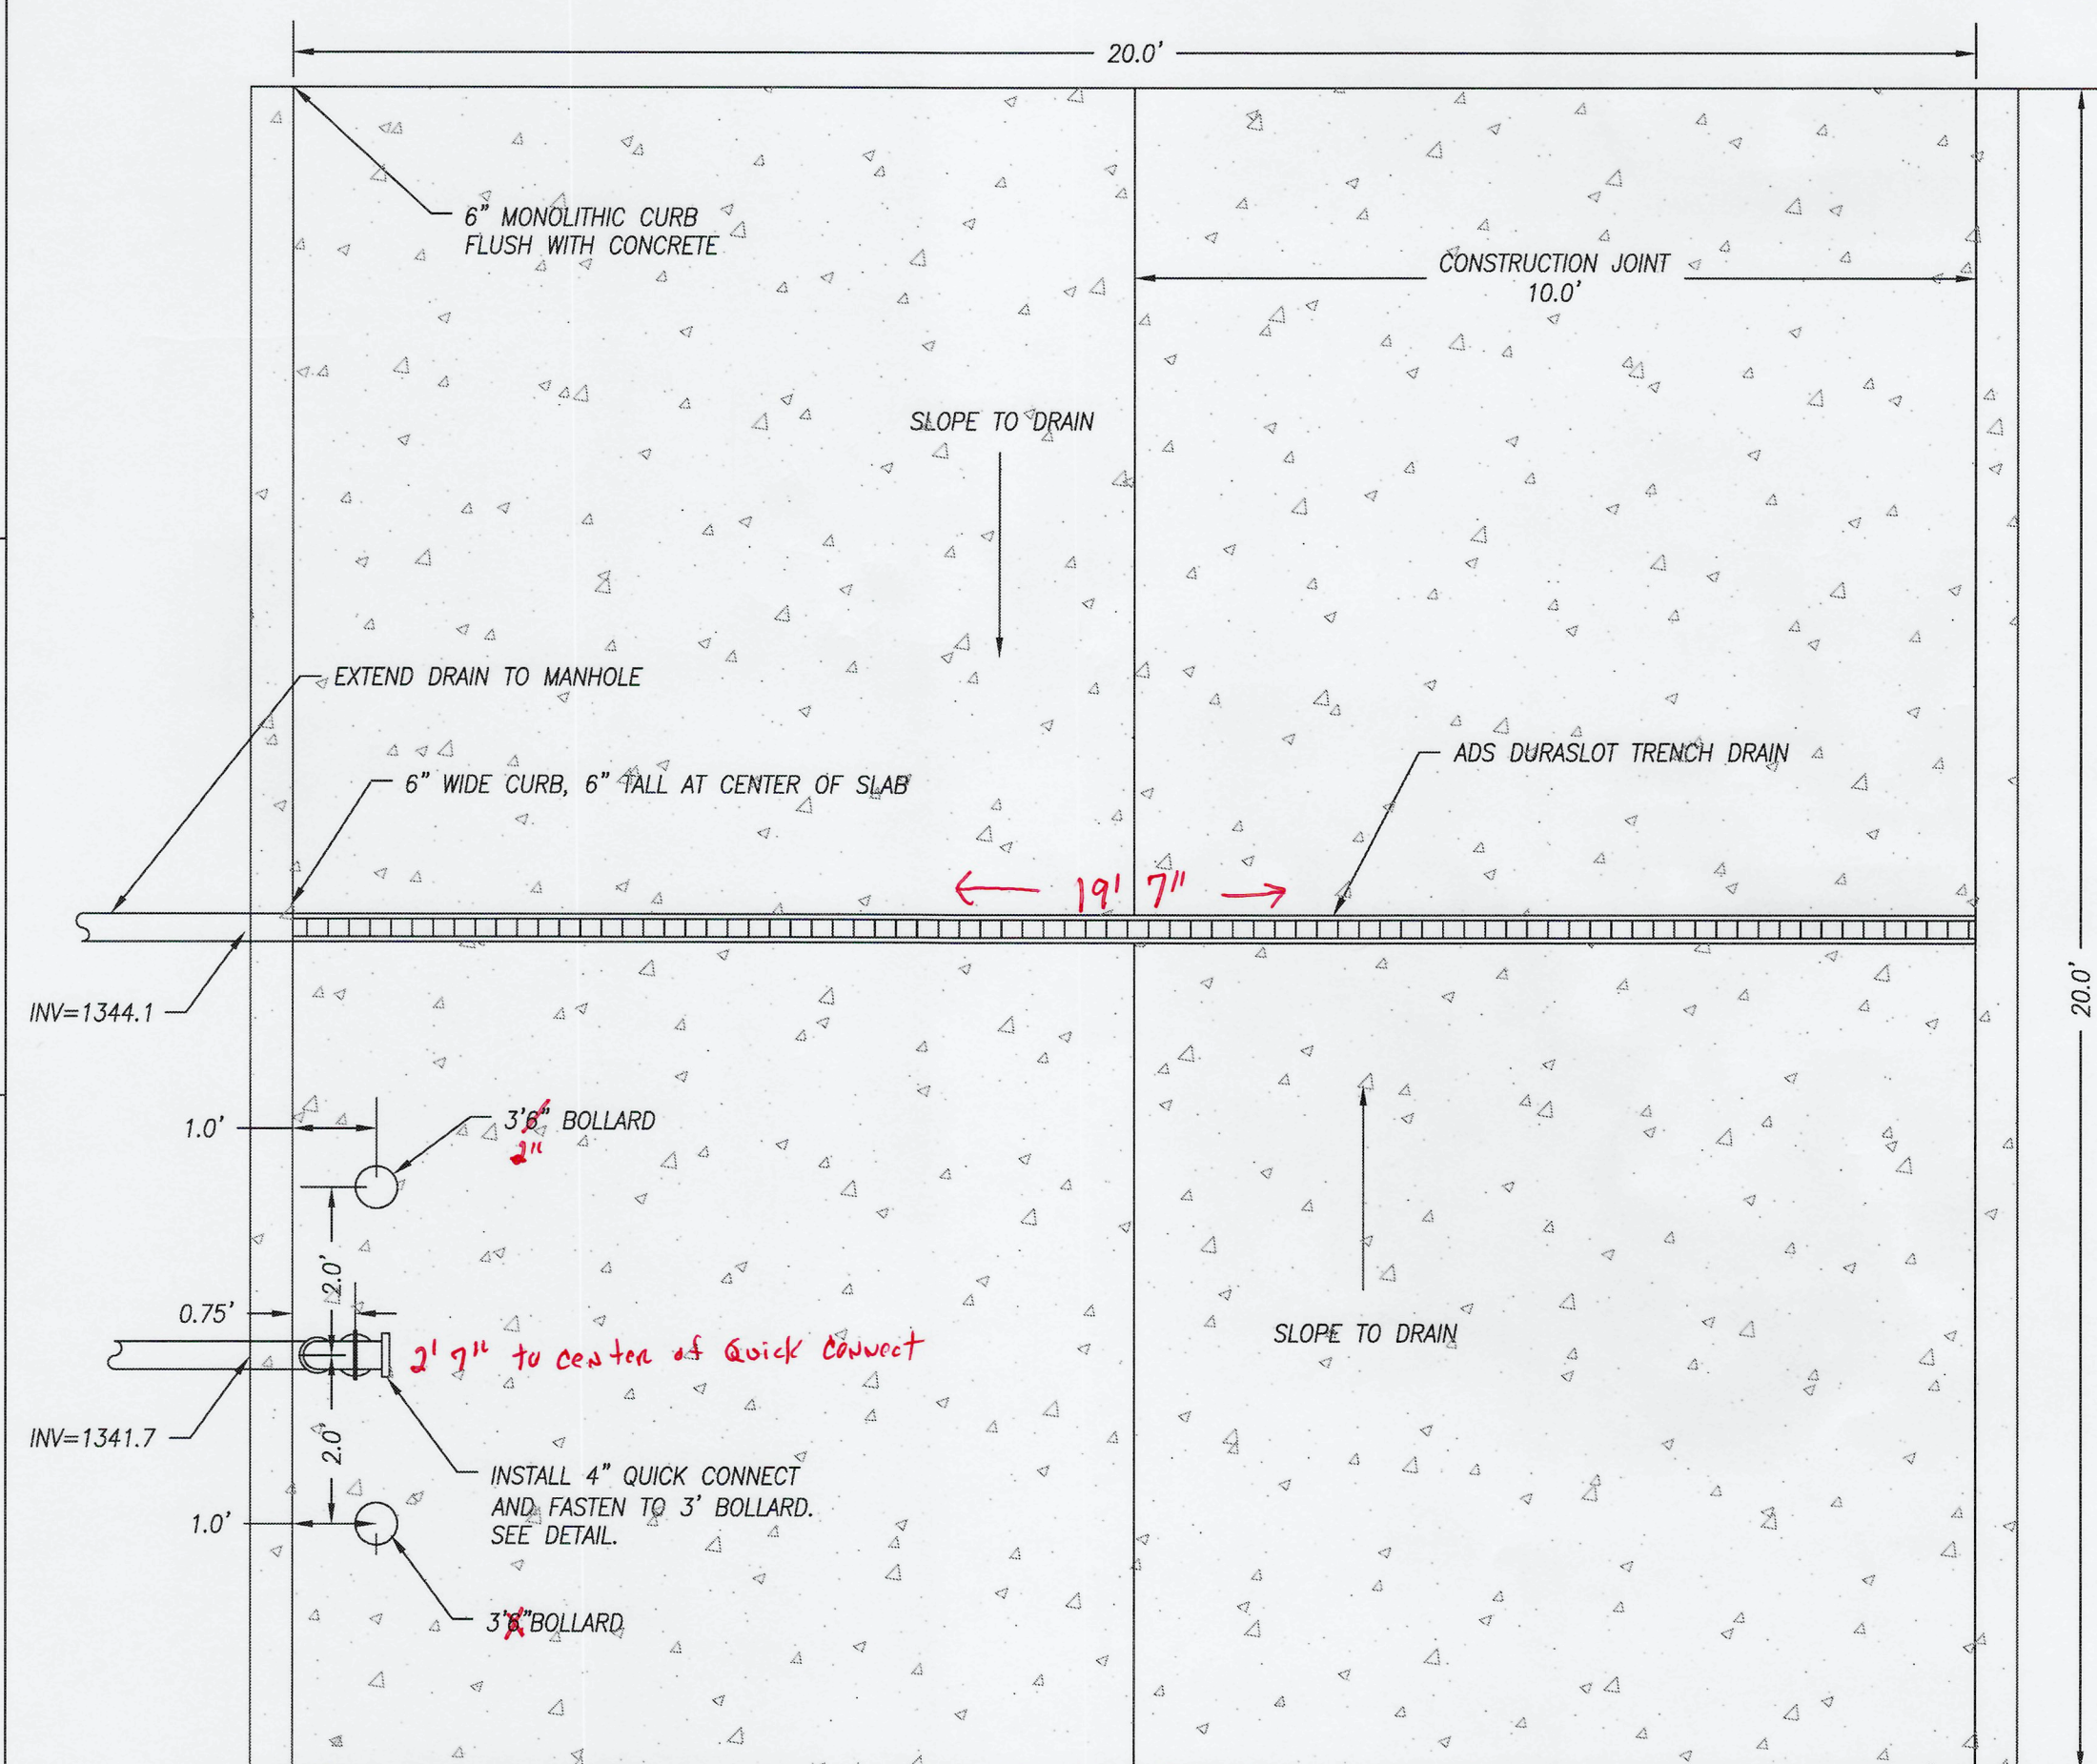 20.0'
6" MONOLITHIC CURB
FLUSH WITH CONCRETE
CONSTRUCTION JOINT
10.0'
SLOPE TO DRAIN
EXTEND DRAIN TO MANHOLE
ADS DURASLOT TRENCH DRAIN
6" WIDE CURB, 6" TALL AT CENTER OF SLAB
19' 7"
20.0'
INV=1344.1
1.0'
3'6" BOLLARD
2"
2.0'
0.75'
SLOPE TO DRAIN
2' 7" to center of Quick Connect
INV=1341.7
2.0'
INSTALL 4" QUICK CONNECT
AND FASTEN TO 3' BOLLARD.
SEE DETAIL.
1.0'
3'6" BOLLARD